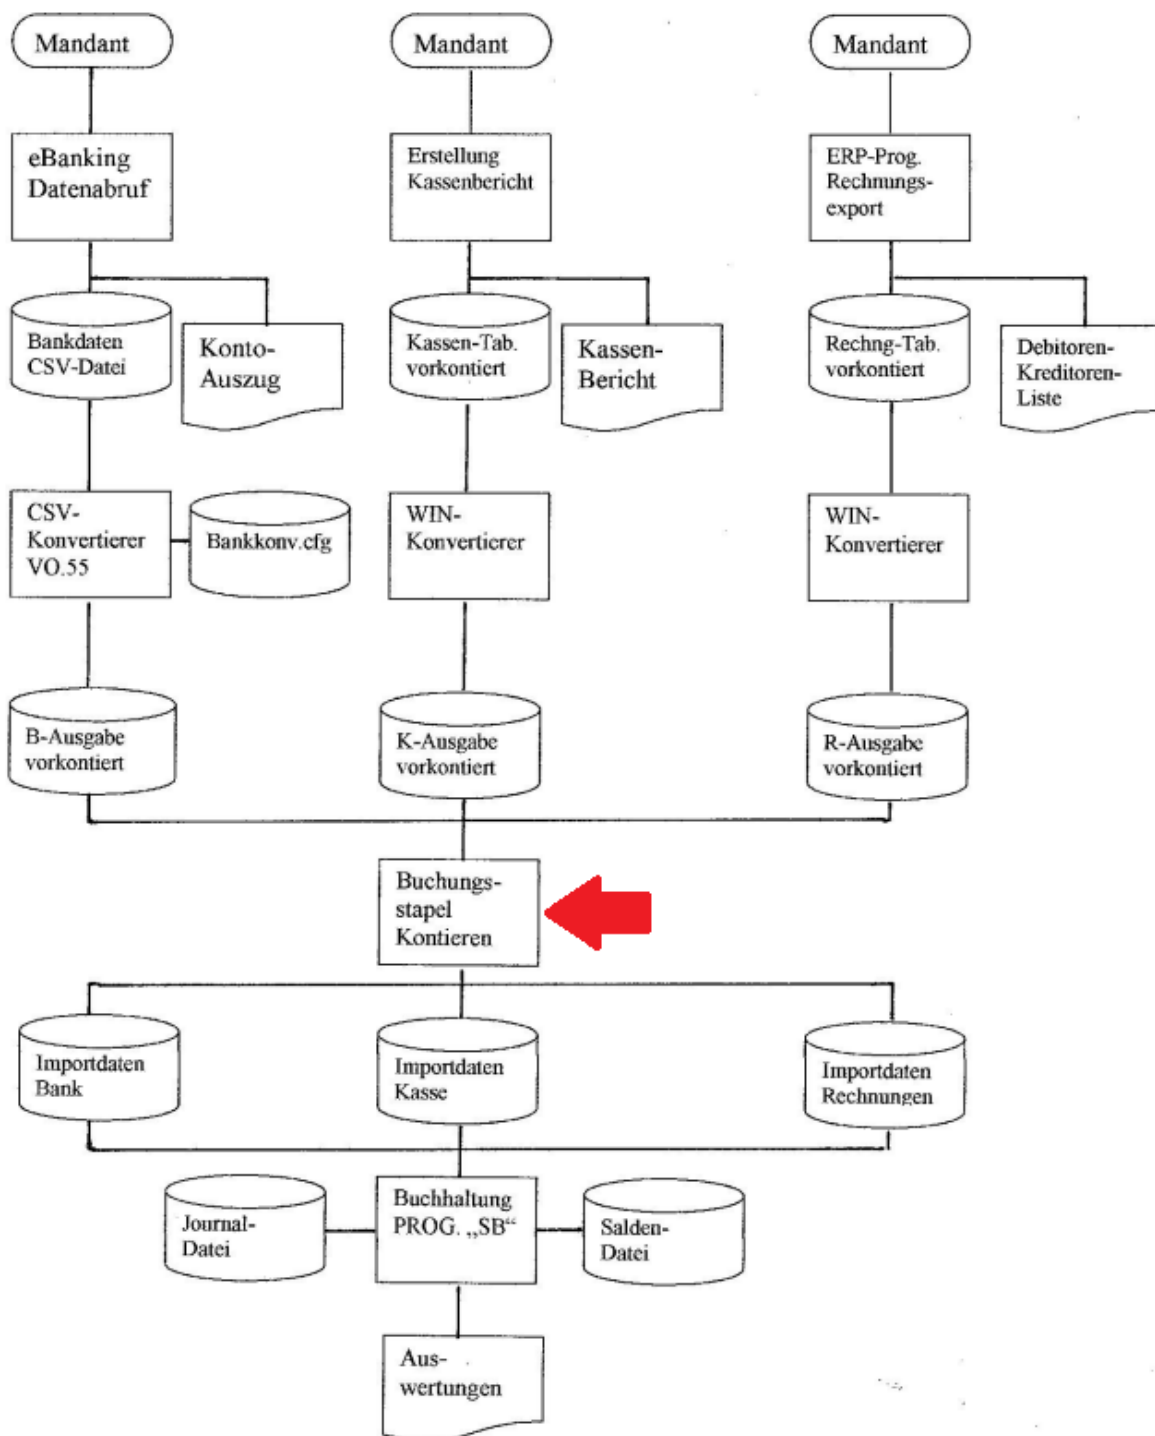 Mandant
Mandant
Mandant
eBanking
Datenabruf
Erstellung
Kassenbericht
ERP-Prog.
Rechnungs-
export
Bankdaten
CSV-Datei
Konto-
Auszug
Kassen-Tab.
vorkontiert
Kassen-
Bericht
Rechng-Tab.
vorkontiert
Debitoren-
Kreditoren-
Liste
CSV-
Konvertierer
VO.55
Bankkonv.cfg
WIN-
Konvertierer
WIN-
Konvertierer
B-Ausgabe
vorkontiert
K-Ausgabe
vorkontiert
R-Ausgabe
vorkontiert
Buchungs-
stapel
Kontieren
Importdaten
Bank
Importdaten
Kasse
Importdaten
Rechnungen
Journal-
Datei
Buchhaltung
PROG. „SB“
Salden-
Datei
Aus-
wertungen